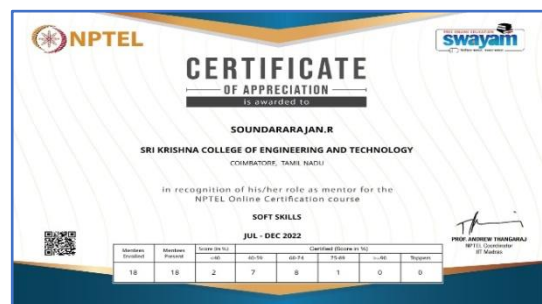 NPTEL
swayam
CERTIFICATE
OF APPRECIATION
is awarded to
SOUNDARARAJAN.R
SRI KRISHNA COLLEGE OF ENGINEERING AND TECHNOLOGY
COIMBATORE, TAMIL NADU
in recognition of his/her role as mentor for the
NPTEL Online Certification course
SOFT SKILLS
JUL - DEC 2022
PROF. ANDREW THANGARAJ
NPTEL Coordinator
IIT Madras
Mentees Enrolled Mentees Present Score (in %) Certified (Score in %)
<40 40-59 60-74 75-89 >=90 Toppers
18 18 2 7 8 1 0 0